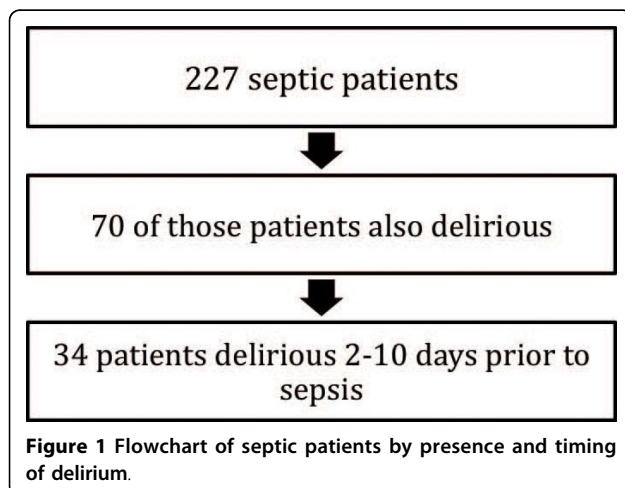 227 septic patients
70 of those patients also delirious
34 patients delirious 2-10 days prior to
sepsis
Figure 1 Flowchart of septic patients by presence and timing
of delirium.